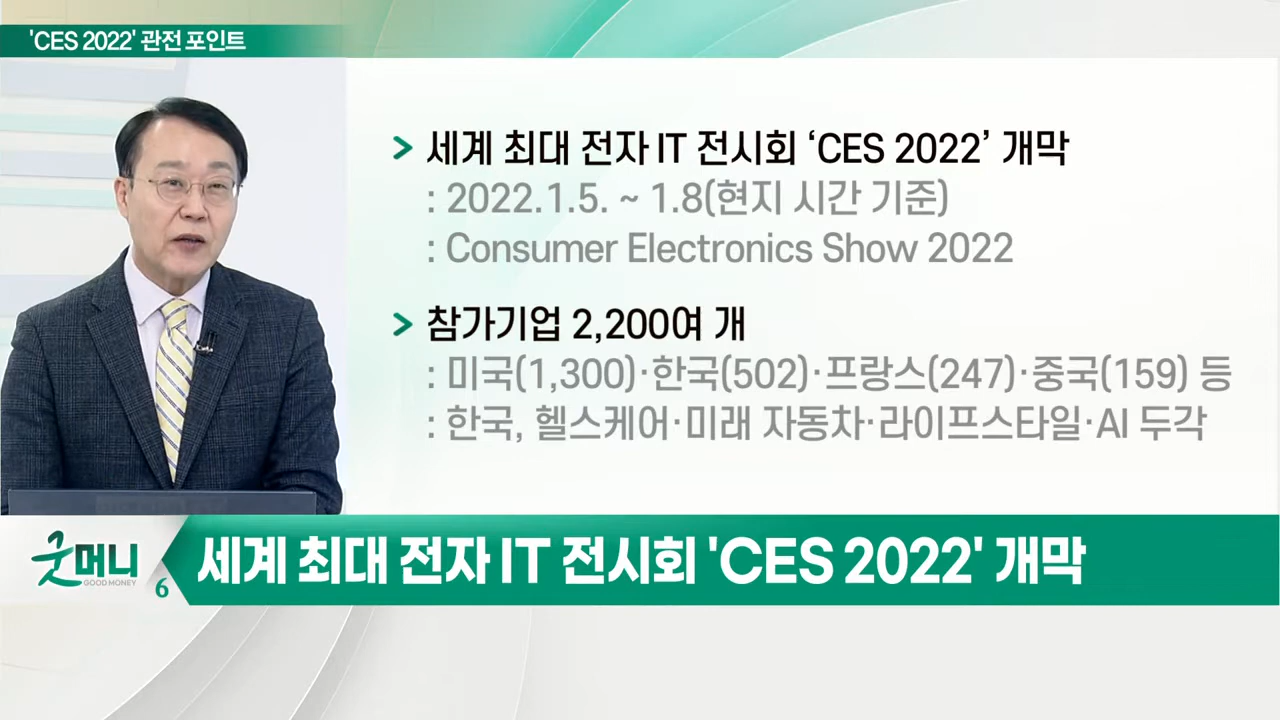 'CES 2022' 관전 포인트
> 세계 최대 전자 IT 전시회 ‘CES 2022’ 개막
: 2022.1.5. ~ 1.8(현지 시간 기준)
: Consumer Electronics Show 2022
> 참가기업 2,200여 개
: 미국(1,300)·한국(502)·프랑스(247)·중국(159) 등
: 한국, 헬스케어·미래 자동차·라이프스타일·AI 두각
굿머니
GOOD MONEY
6
세계 최대 전자 IT 전시회 'CES 2022' 개막